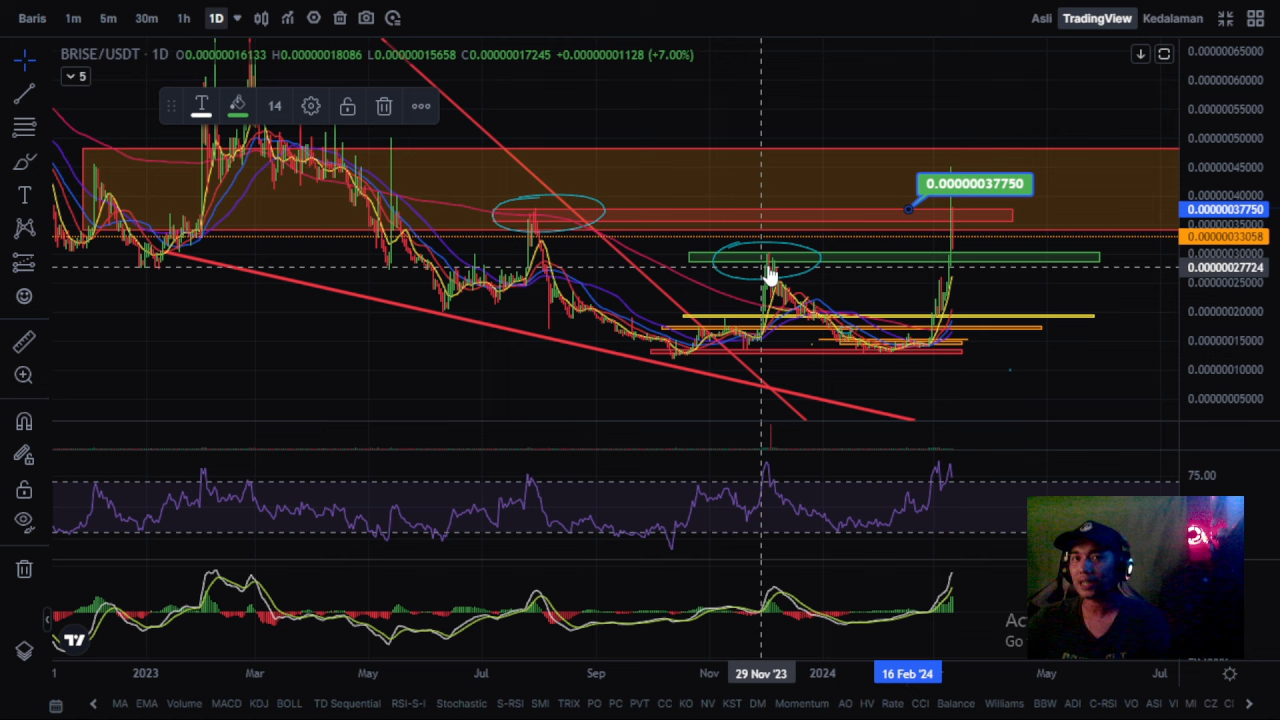 Baris 1m 5m 30m 1h 1D Asli TradingView Kedalaman
BRISE/USDT · 1D O0.00000016133 H0.00000018086 L0.00000015658 C0.00000017245 +0.00000001128 (+7.00%)
5
T 14
0.00000065000
0.00000060000
0.00000055000
0.00000050000
0.00000045000
0.00000040000
0.00000037750
0.00000037750
0.00000035000
0.00000033058
0.00000030000
0.00000027724
0.00000025000
0.00000020000
0.00000015000
0.00000010000
0.00000005000
75.00
Ac
Go
2023 Mar May Jul Sep Nov 29 Nov '23 2024 16 Feb '24 May Jul
MA EMA Volume MACD KDJ BOLL TD Sequential RSI-S-I Stochastic S-RSI SMI TRIX PO PC PVT CC KO NV KST DM Momentum AO HV Rate CCI Balance Williams BBW ADI C-RSI VO ASI VI MI CZ CI